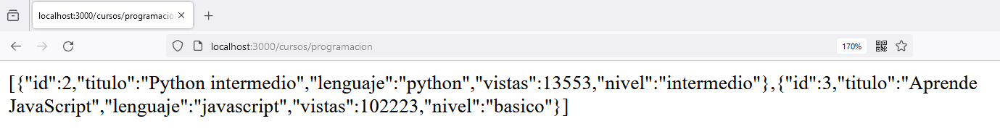 localhost:3000/cursos/programacion
localhost:3000/cursos/programacion
170%
[{"id":2,"titulo":"Python intermedio","lenguaje":"python","vistas":13553,"nivel":"intermedio"},{"id":3,"titulo":"Aprende
JavaScript","lenguaje":"javascript","vistas":102223,"nivel":"basico"}]